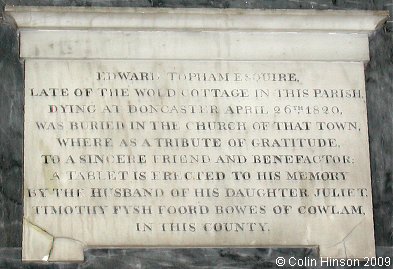 EDWARD TOPHAM ESQUIRE,
LATE OF THE WOLD COTTAGE IN THIS PARISH,
DYING AT DONCASTER APRIL 26TH 1820,
WAS BURIED IN THE CHURCH OF THAT TOWN,
WHERE AS A TRIBUTE OF GRATITUDE,
TO A SINCERE FRIEND AND BENEFACTOR;
A TABLET IS ERECTED TO HIS MEMORY
BY THE HUSBAND OF HIS DAUGHTER JULIET,
TIMOTHY FYSH FOORD BOWES OF COWLAM,
IN THIS COUNTY.
© Colin Hinson 2009